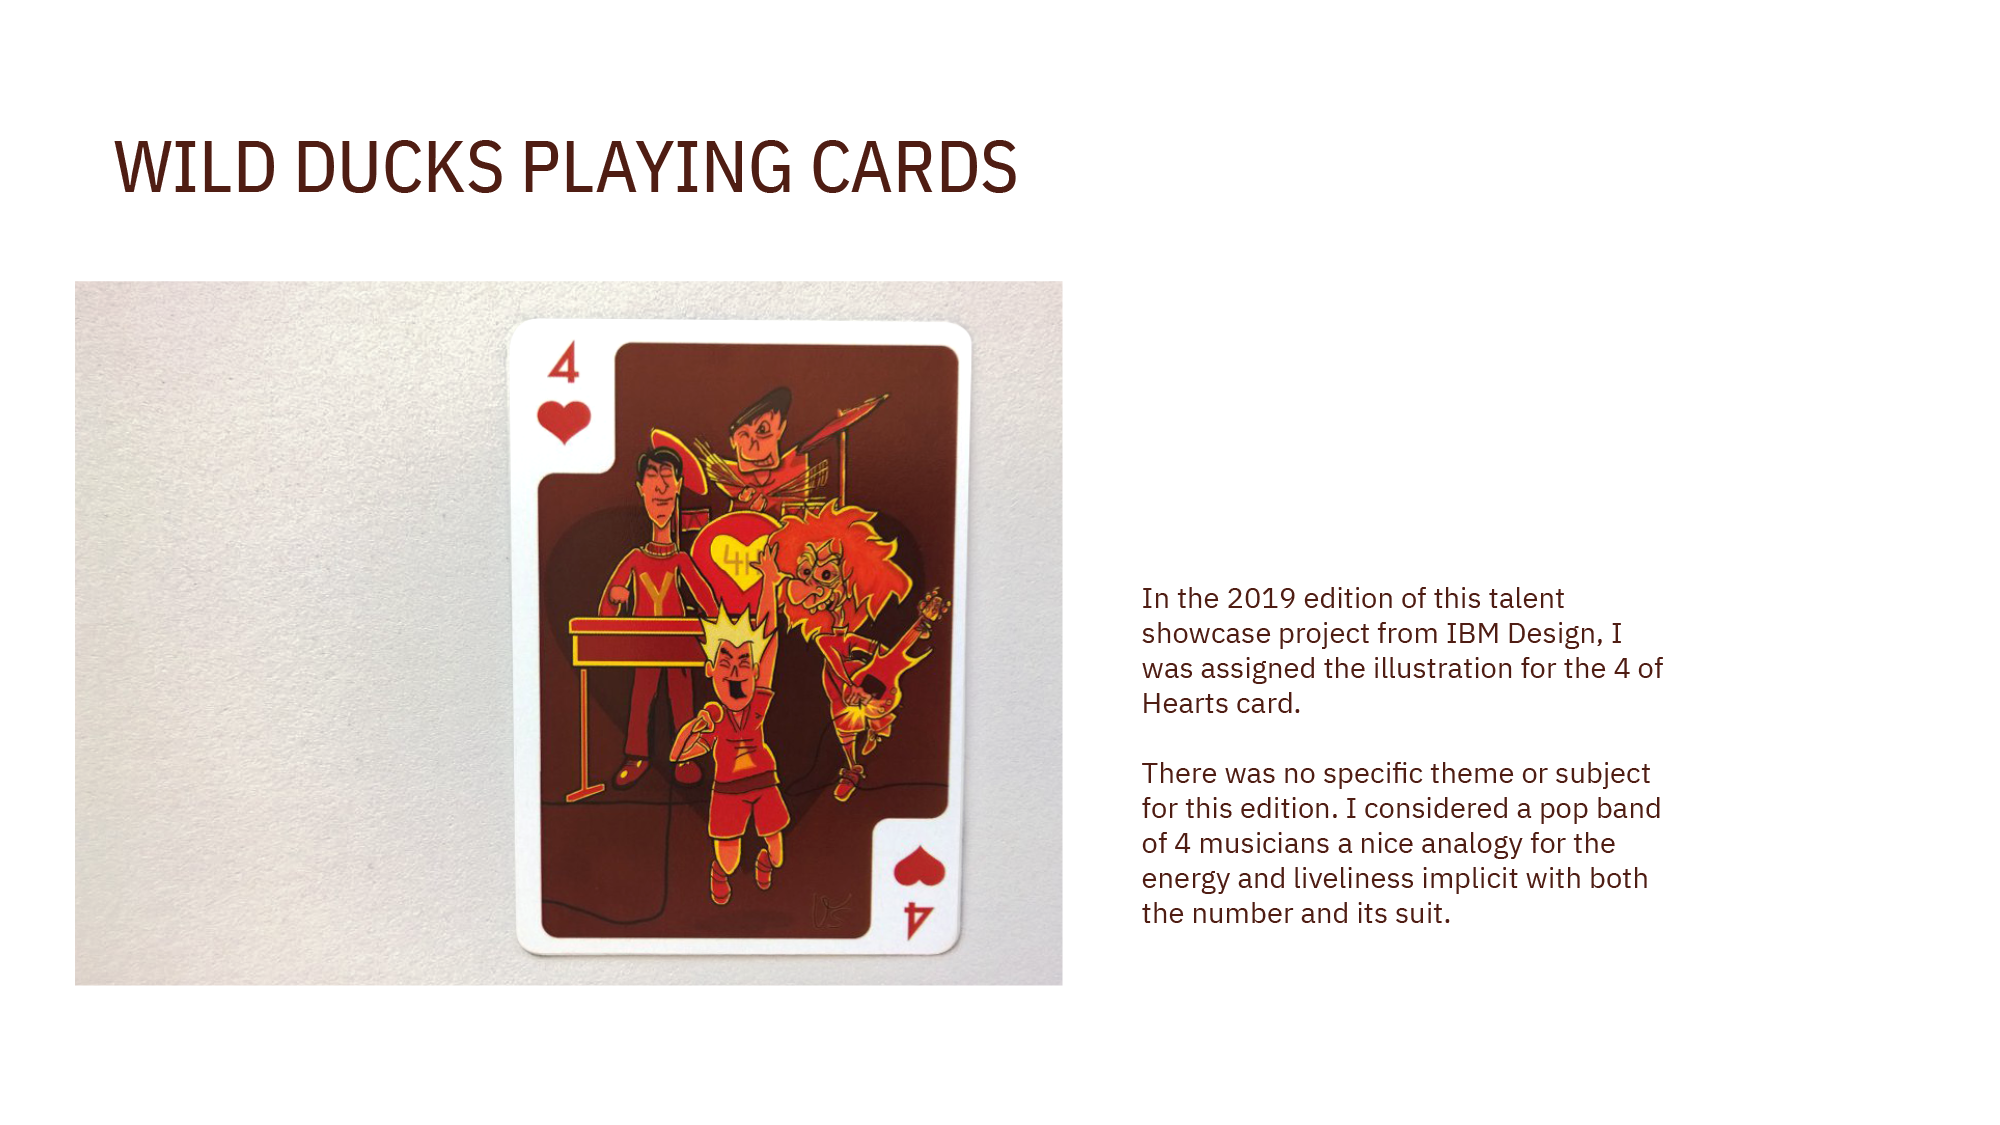 WILD DUCKS PLAYING CARDS
4
4H
Y
A
4
In the 2019 edition of this talent
showcase project from IBM Design, I
was assigned the illustration for the 4 of
Hearts card.
There was no specific theme or subject
for this edition. I considered a pop band
of 4 musicians a nice analogy for the
energy and liveliness implicit with both
the number and its suit.